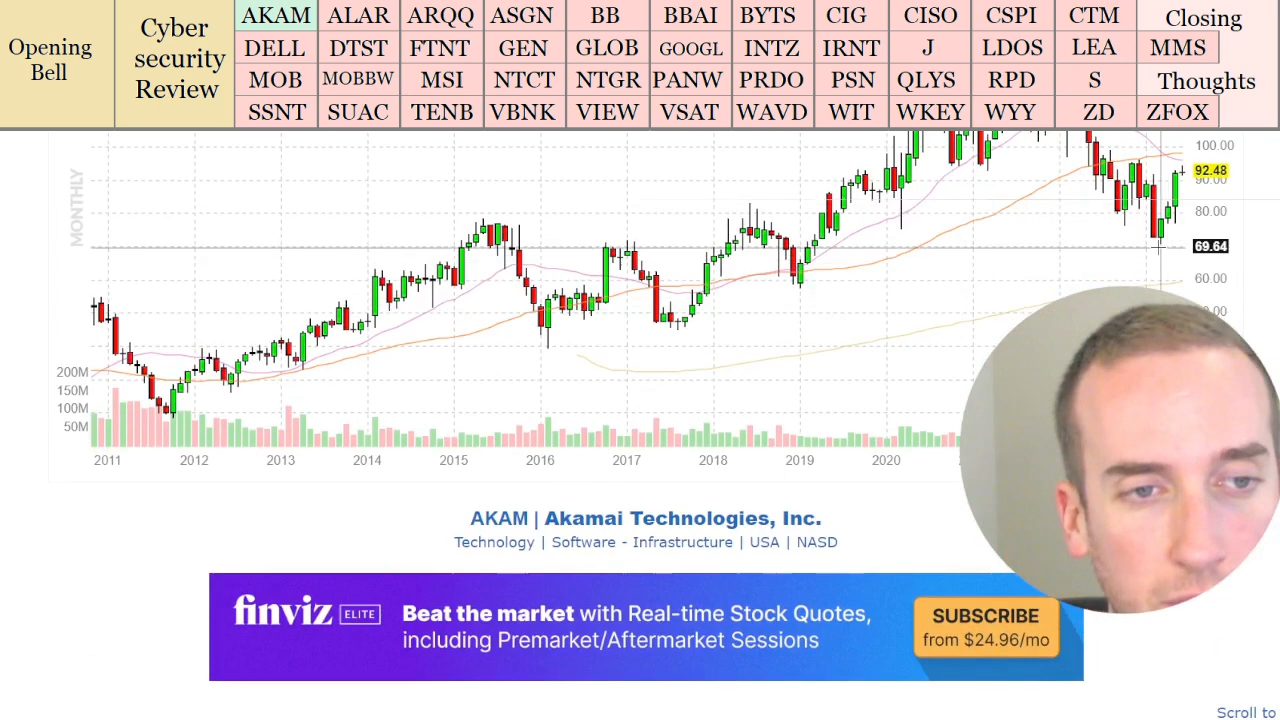 Opening
Bell
Cyber
security
Review
AKAM ALAR ARQQ ASGN BB BBAI BYTS CIG CISO CSPI CTM Closing
DELL DTST FTNT GEN GLOB GOOGL INTZ IRNT J LDOS LEA MMS
MOB MOBBW MSI NTCT NTGR PANW PRDO PSN QLYS RPD S Thoughts
SSNT SUAC TENB VBNK VIEW VSAT WAVD WIT WKEY WYY ZD ZFOX
MONTHLY
100.00
92.48
80.00
69.64
60.00
200M
150M
100M
50M
2011 2012 2013 2014 2015 2016 2017 2018 2019 2020
AKAM | Akamai Technologies, Inc.
Technology | Software - Infrastructure | USA | NASD
finviz ELITE
Beat the market with Real-time Stock Quotes,
including Premarket/Aftermarket Sessions
SUBSCRIBE
from $24.96/mo
Scroll to